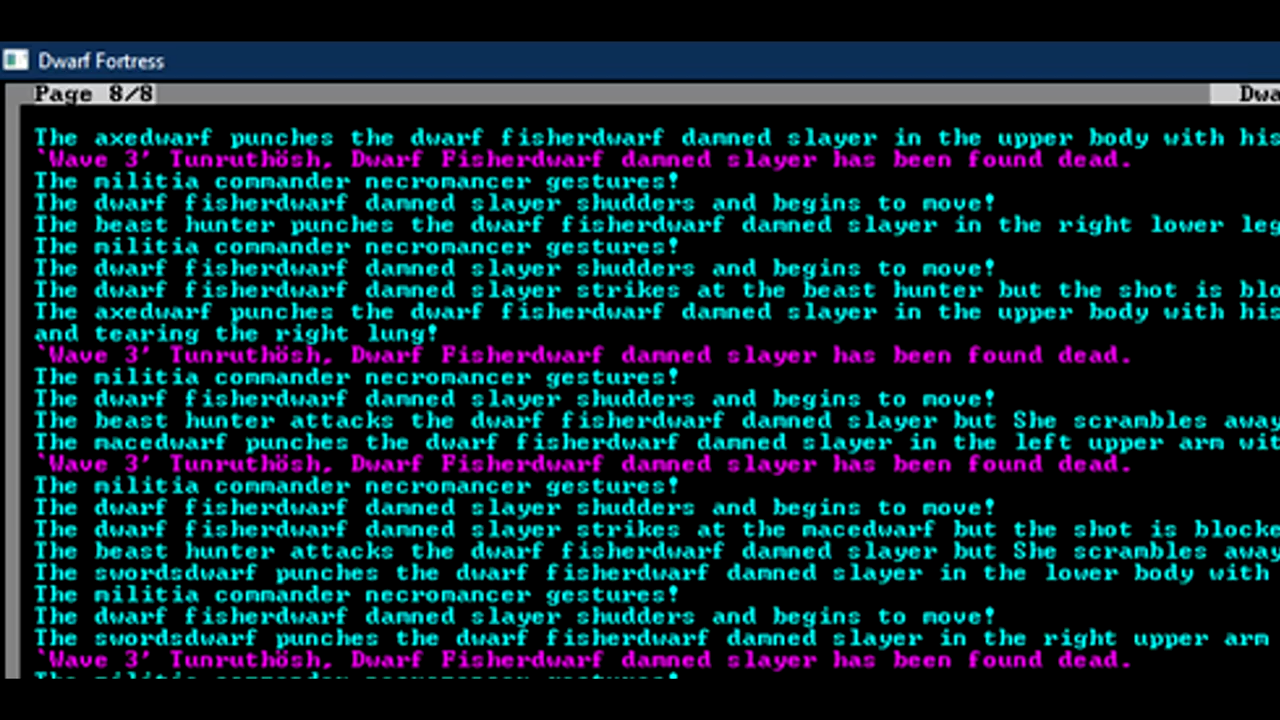 Dwarf Fortress
Page 8/8 Dwa
The axedwarf punches the dwarf fisherdwarf damned slayer in the upper body with his
`Wave 3' Tunruthösh, Dwarf Fisherdwarf damned slayer has been found dead.
The militia commander necromancer gestures!
The dwarf fisherdwarf damned slayer shudders and begins to move!
The beast hunter punches the dwarf fisherdwarf damned slayer in the right lower leg
The militia commander necromancer gestures!
The dwarf fisherdwarf damned slayer shudders and begins to move!
The dwarf fisherdwarf damned slayer strikes at the beast hunter but the shot is blo
The axedwarf punches the dwarf fisherdwarf damned slayer in the upper body with his
and tearing the right lung!
`Wave 3' Tunruthösh, Dwarf Fisherdwarf damned slayer has been found dead.
The militia commander necromancer gestures!
The dwarf fisherdwarf damned slayer shudders and begins to move!
The beast hunter attacks the dwarf fisherdwarf damned slayer but She scrambles away
The macedwarf punches the dwarf fisherdwarf damned slayer in the left upper arm wit
`Wave 3' Tunruthösh, Dwarf Fisherdwarf damned slayer has been found dead.
The militia commander necromancer gestures!
The dwarf fisherdwarf damned slayer shudders and begins to move!
The dwarf fisherdwarf damned slayer strikes at the macedwarf but the shot is blocke
The beast hunter attacks the dwarf fisherdwarf damned slayer but She scrambles away
The swordsdwarf punches the dwarf fisherdwarf damned slayer in the lower body with
The militia commander necromancer gestures!
The dwarf fisherdwarf damned slayer shudders and begins to move!
The swordsdwarf punches the dwarf fisherdwarf damned slayer in the right upper arm
`Wave 3' Tunruthösh, Dwarf Fisherdwarf damned slayer has been found dead.